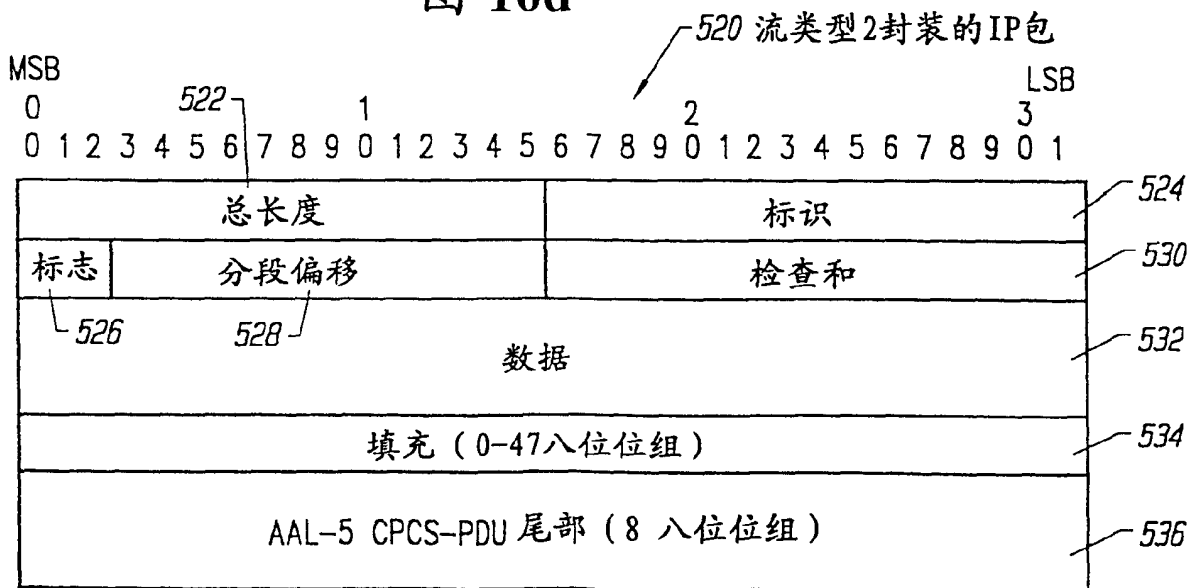 图 10d
520 流类型2封装的IP包
MSB LSB
0 522 1 2 3
0 1 2 3 4 5 6 7 8 9 0 1 2 3 4 5 6 7 8 9 0 1 2 3 4 5 6 7 8 9 0 1
总长度 标识 524
标志 分段偏移 检查和 530
526 528
数据 532
填充 (0-47八位位组) 534
AAL-5 CPCS-PDU 尾部 (8 八位位组) 536